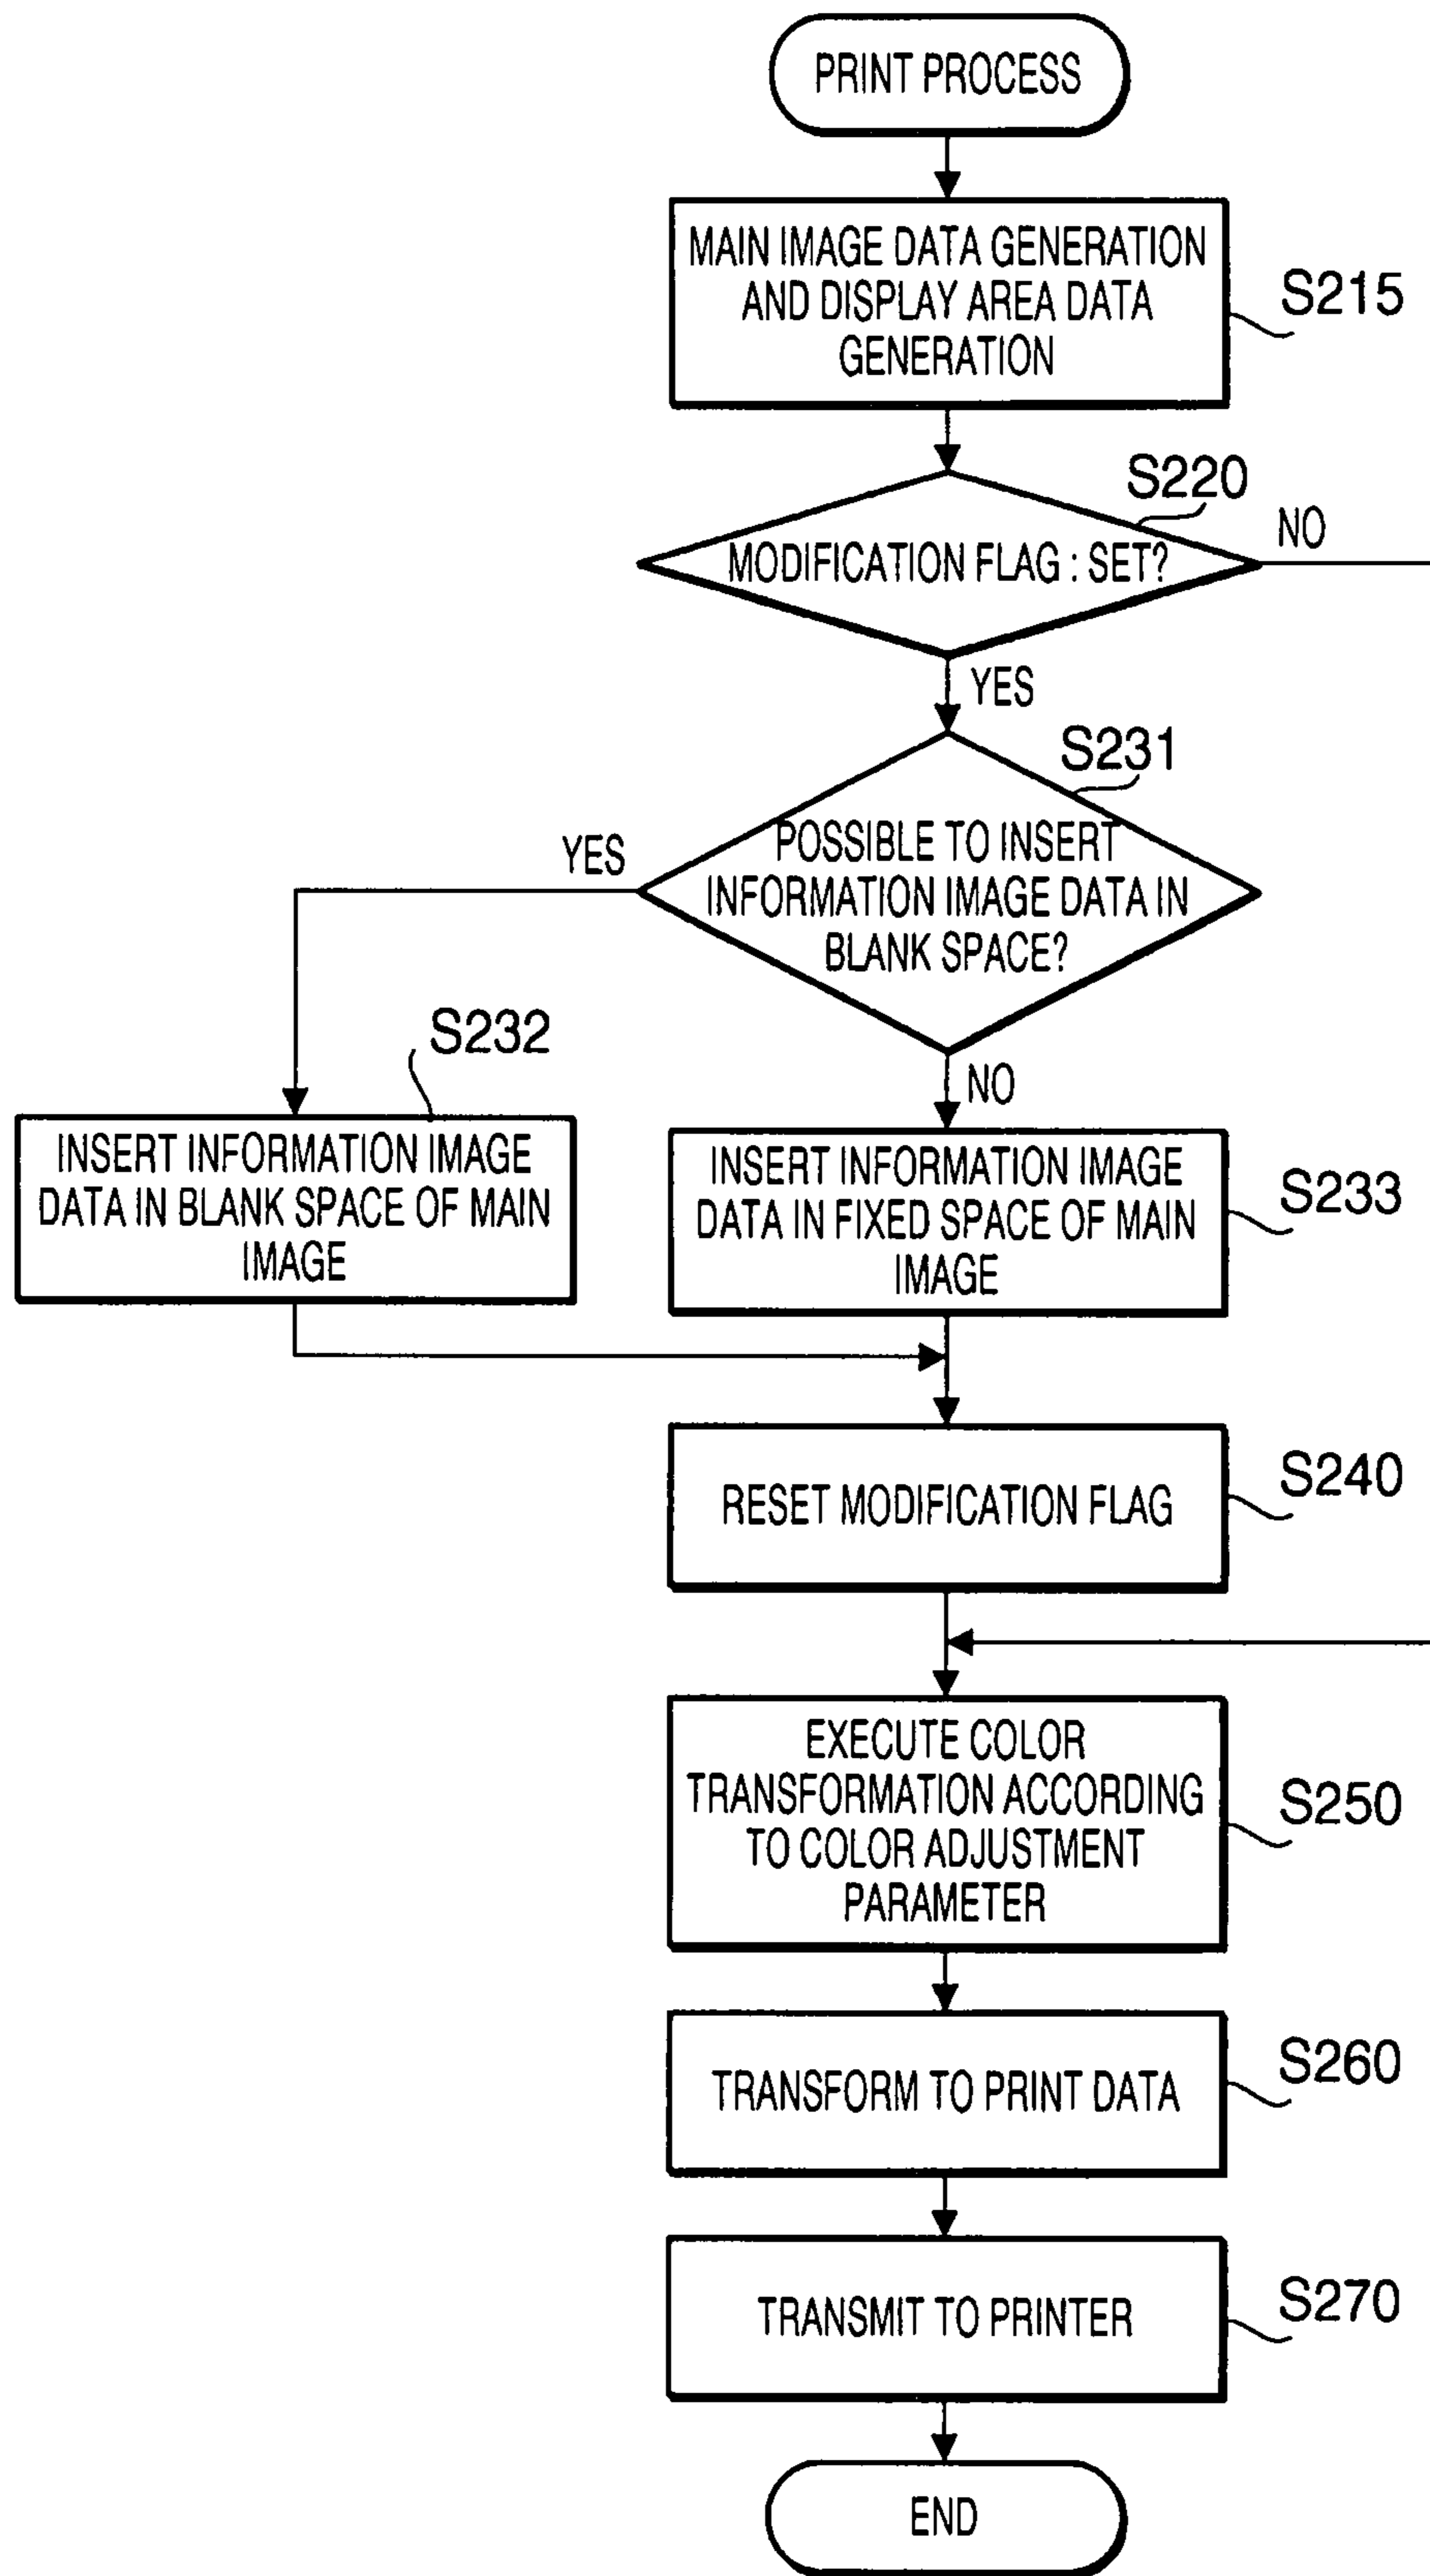 PRINT PROCESS
MAIN IMAGE DATA GENERATION
AND DISPLAY AREA DATA
GENERATION
S215
S220
MODIFICATION FLAG : SET?
NO
YES
S231
POSSIBLE TO INSERT
INFORMATION IMAGE DATA IN
BLANK SPACE?
YES
NO
S232
INSERT INFORMATION IMAGE
DATA IN BLANK SPACE OF MAIN
IMAGE
INSERT INFORMATION IMAGE
DATA IN FIXED SPACE OF MAIN
IMAGE
S233
RESET MODIFICATION FLAG
S240
EXECUTE COLOR
TRANSFORMATION ACCORDING
TO COLOR ADJUSTMENT
PARAMETER
S250
TRANSFORM TO PRINT DATA
S260
TRANSMIT TO PRINTER
S270
END